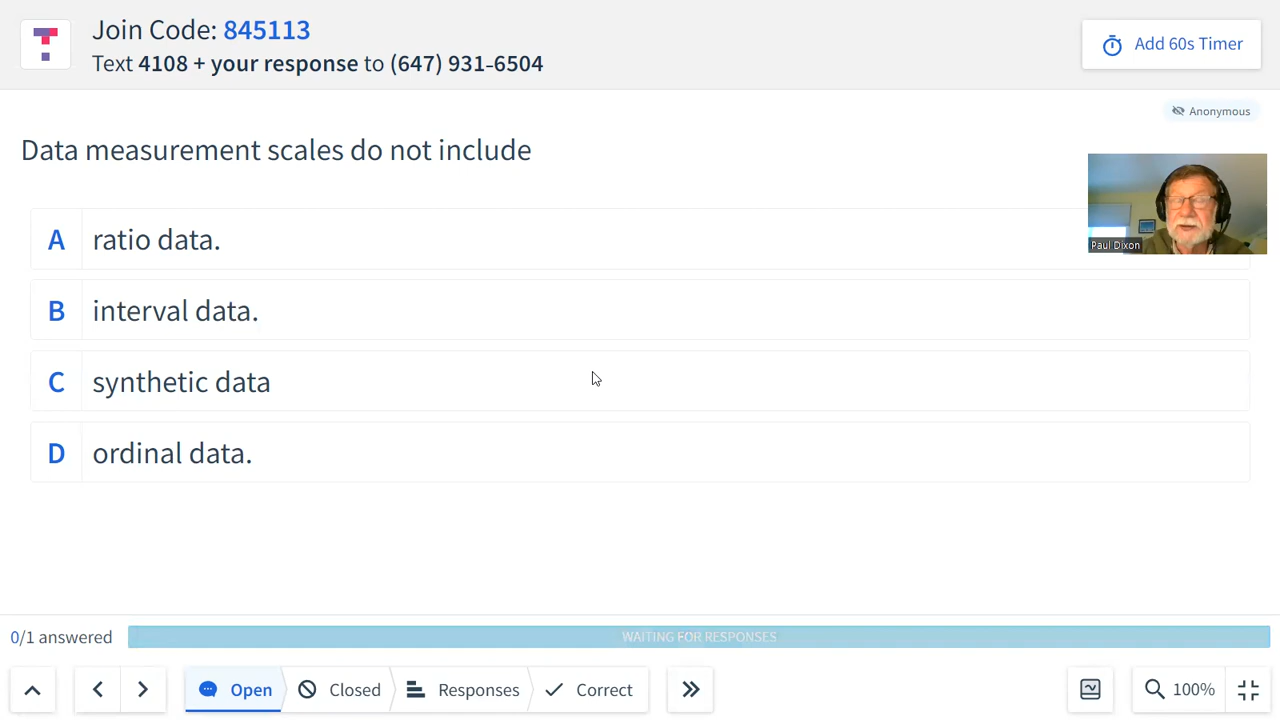 Join Code: 845113
Text 4108 + your response to (647) 931-6504
Add 60s Timer
Anonymous
Data measurement scales do not include
A ratio data.
B interval data.
C synthetic data
D ordinal data.
Paul Dixon
0/1 answered
WAITING FOR RESPONSES
Open Closed Responses Correct
100%